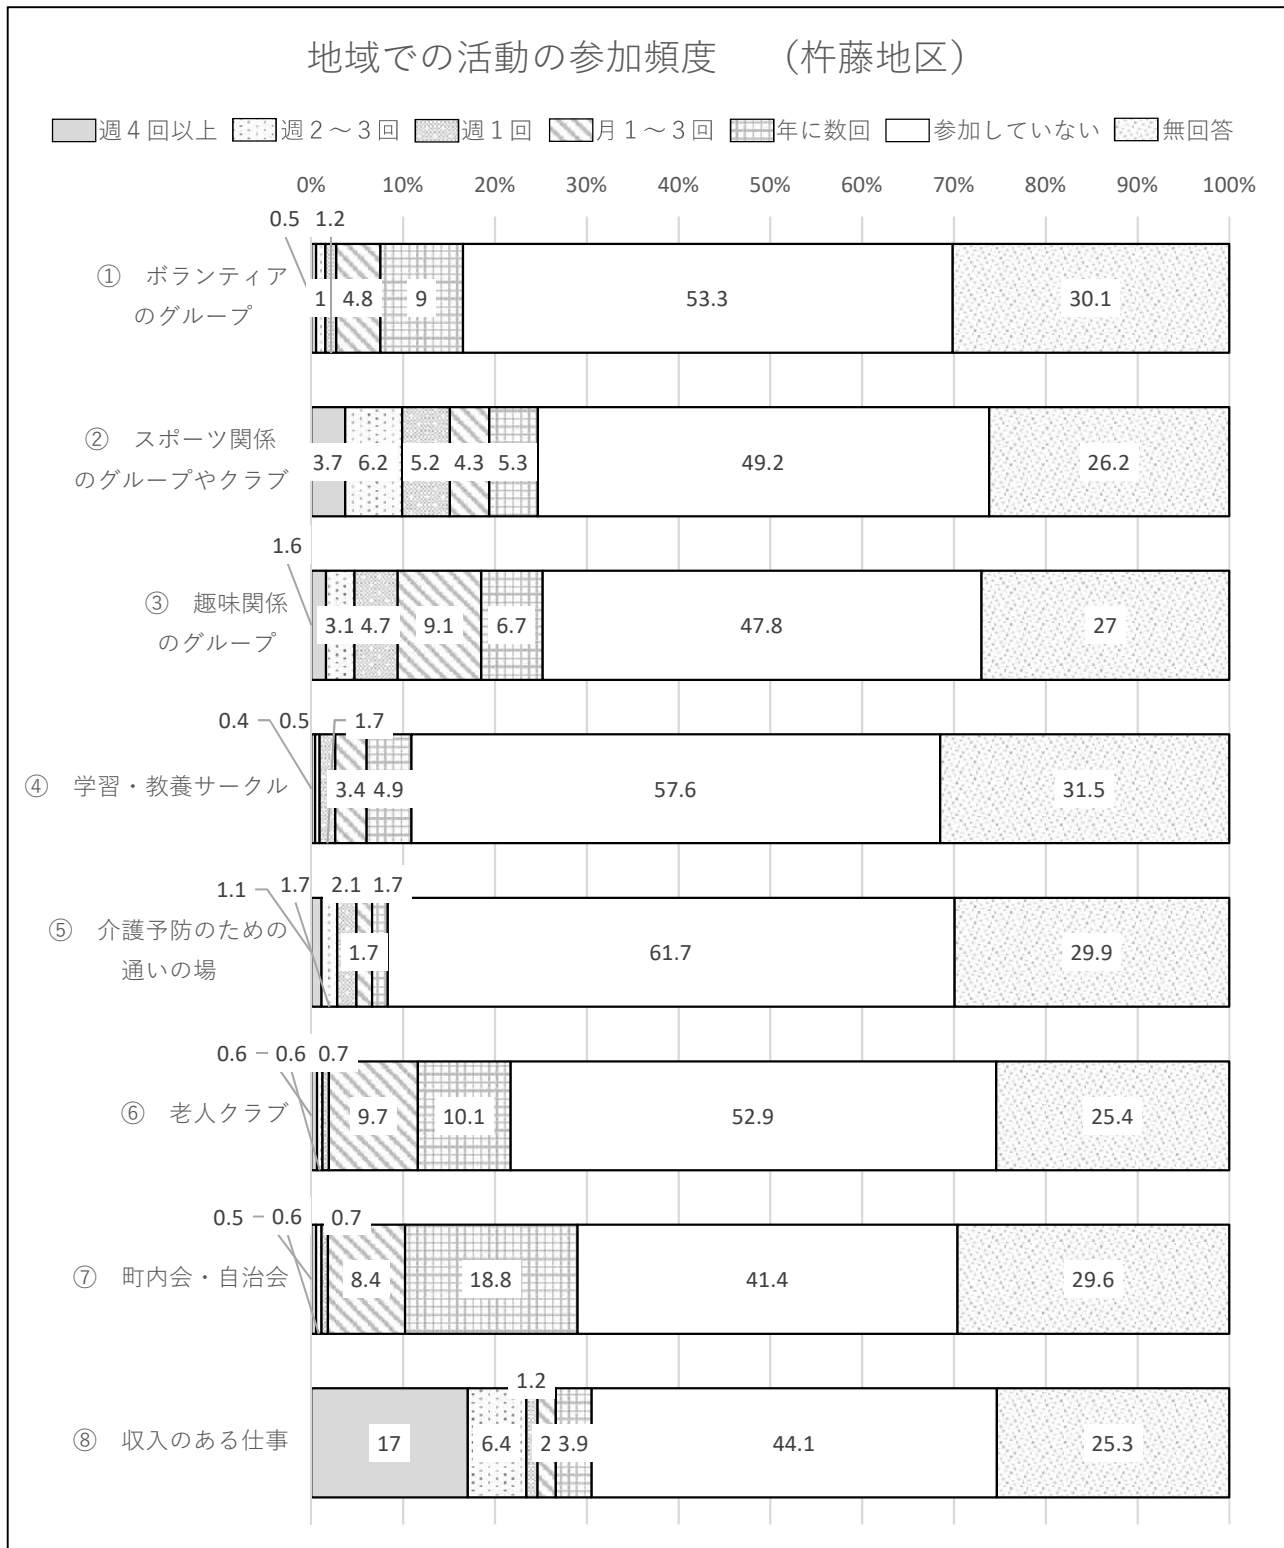 地域での活動の参加頻度 （杵藤地区）
週４回以上 週２～３回 週１回 月１～３回 年に数回 参加していない 無回答
0% 10% 20% 30% 40% 50% 60% 70% 80% 90% 100%
0.5 1.2
① ボランティア
のグループ
1 4.8 9 53.3 30.1
② スポーツ関係
のグループやクラブ
3.7 6.2 5.2 4.3 5.3 49.2 26.2
1.6
③ 趣味関係
のグループ
3.1 4.7 9.1 6.7 47.8 27
0.4 0.5 1.7
④ 学習・教養サークル
3.4 4.9 57.6 31.5
1.1 1.7 2.1 1.7
⑤ 介護予防のための
通いの場
1.7 61.7 29.9
0.6 0.6 0.7
⑥ 老人クラブ
9.7 10.1 52.9 25.4
0.5 0.6 0.7
⑦ 町内会・自治会
8.4 18.8 41.4 29.6
1.2
⑧ 収入のある仕事
17 6.4 2 3.9 44.1 25.3